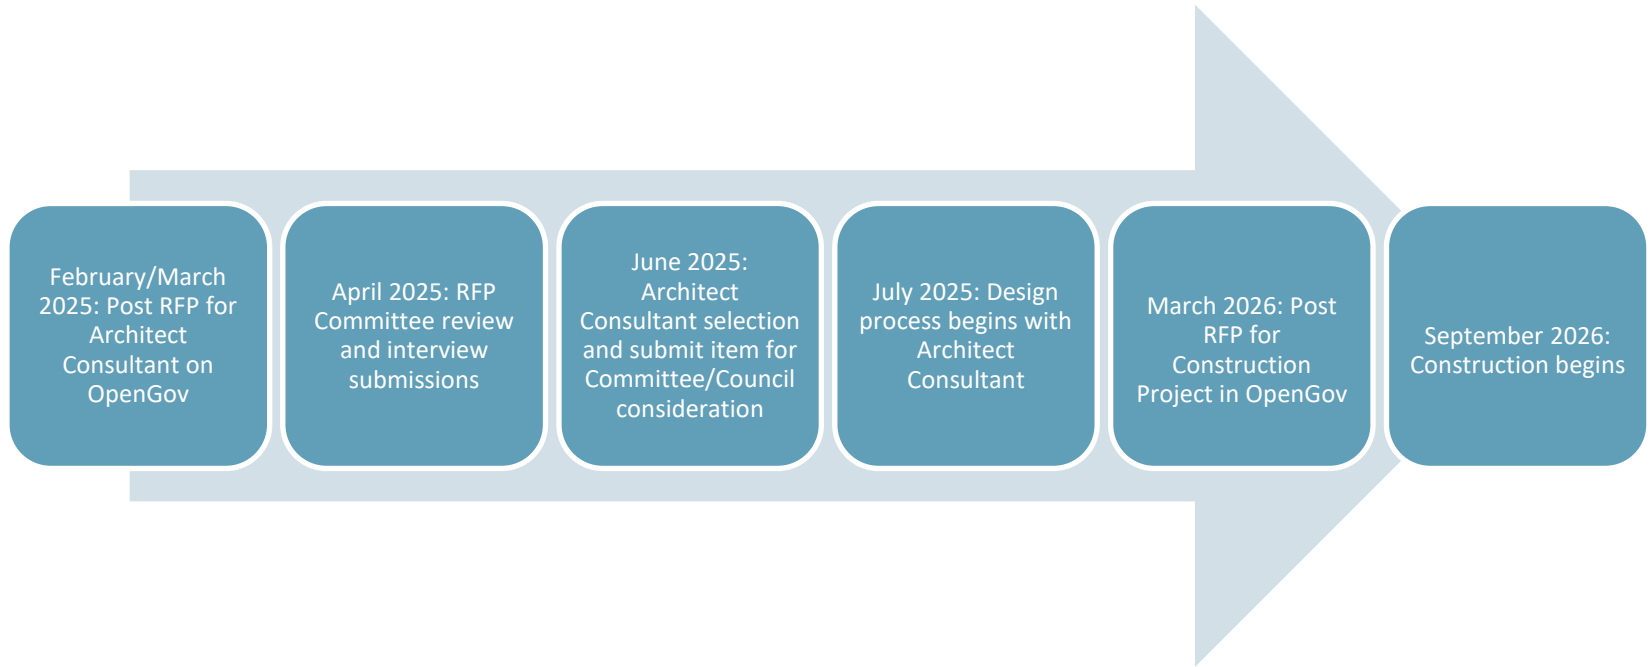 February/March
2025: Post RFP for
Architect
Consultant on
OpenGov
April 2025: RFP
Committee review
and interview
submissions
June 2025:
Architect
Consultant selection
and submit item for
Committee/Council
consideration
July 2025: Design
process begins with
Architect
Consultant
March 2026: Post
RFP for
Construction
Project in OpenGov
September 2026:
Construction begins